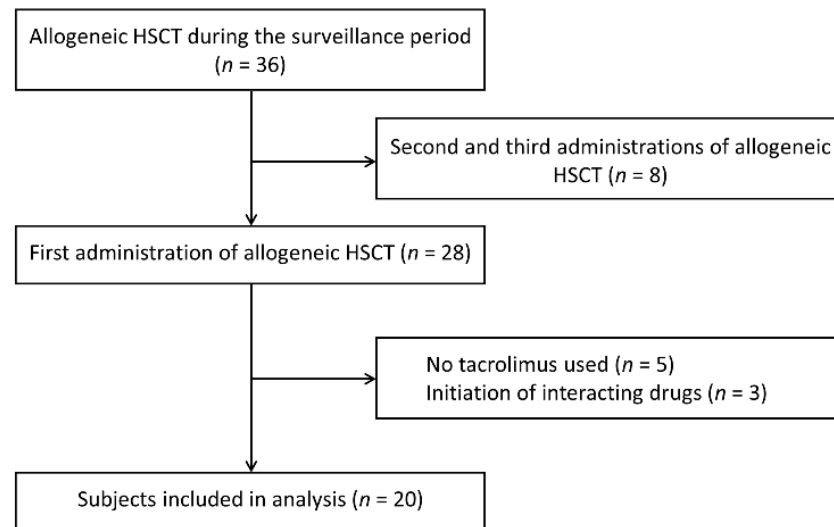 Allogeneic HSCT during the surveillance period
(n = 36)
Second and third administrations of allogeneic
HSCT (n = 8)
First administration of allogeneic HSCT (n = 28)
No tacrolimus used (n = 5)
Initiation of interacting drugs (n = 3)
Subjects included in analysis (n = 20)